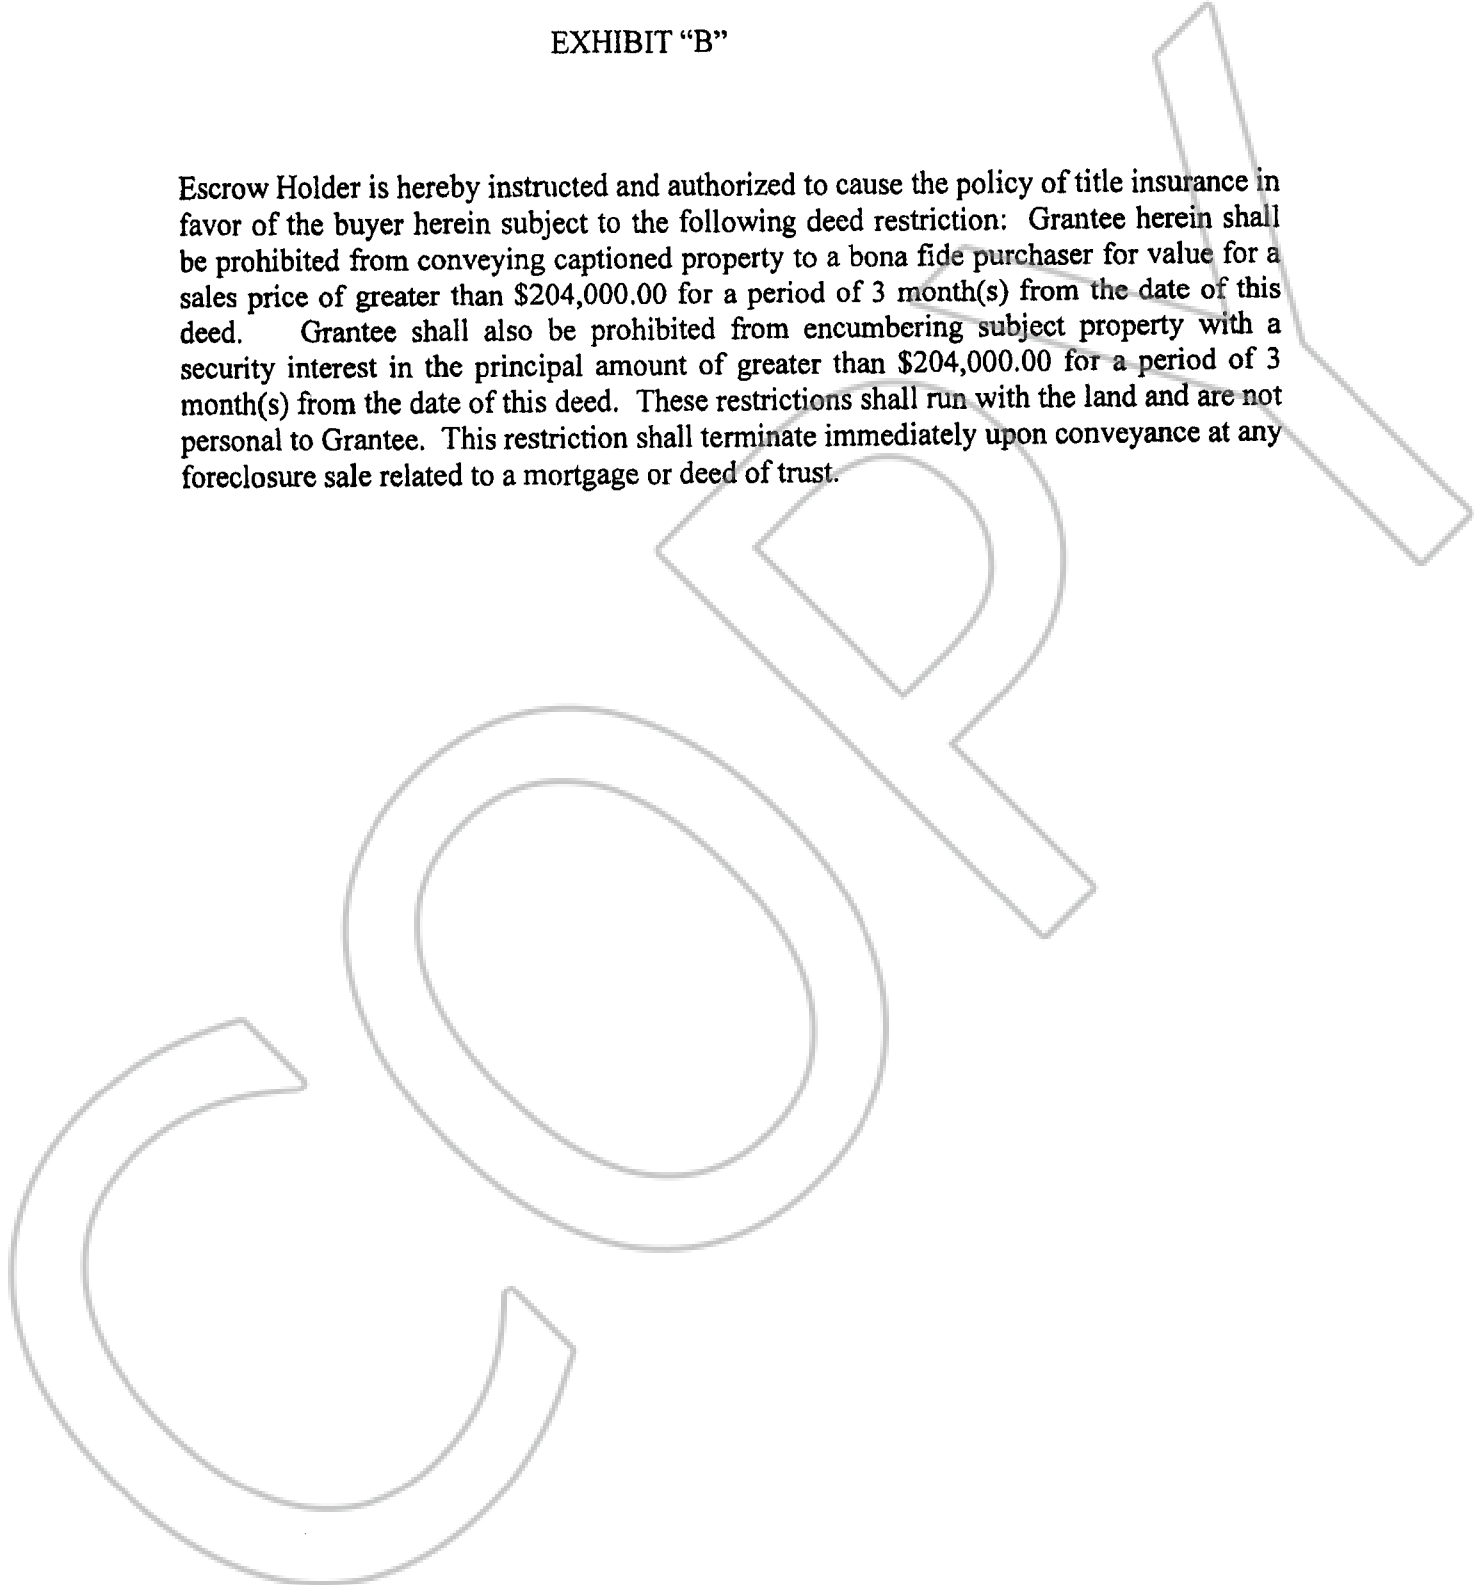 EXHIBIT “B”
Escrow Holder is hereby instructed and authorized to cause the policy of title insurance in
favor of the buyer herein subject to the following deed restriction: Grantee herein shall
be prohibited from conveying captioned property to a bona fide purchaser for value for a
sales price of greater than $204,000.00 for a period of 3 month(s) from the date of this
deed. Grantee shall also be prohibited from encumbering subject property with a
security interest in the principal amount of greater than $204,000.00 for a period of 3
month(s) from the date of this deed. These restrictions shall run with the land and are not
personal to Grantee. This restriction shall terminate immediately upon conveyance at any
foreclosure sale related to a mortgage or deed of trust.
COPY